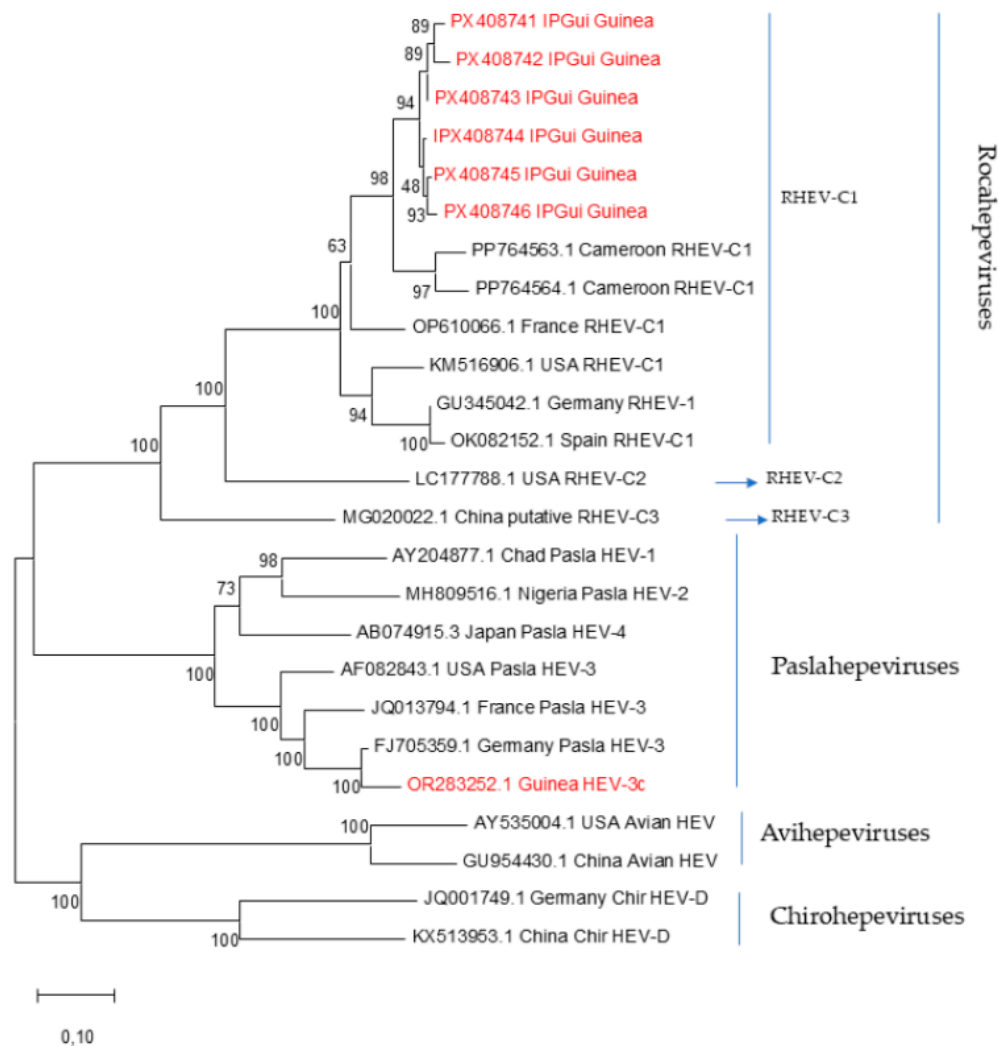 89
PX408741 IPGui Guinea
89
PX408742 IPGui Guinea
94
PX408743 IPGui Guinea
IPX408744 IPGui Guinea
98
48
PX408745 IPGui Guinea
93
PX408746 IPGui Guinea
RHEV-C1
Rocahepeviruses
63
PP764563.1 Cameroon RHEV-C1
97
PP764564.1 Cameroon RHEV-C1
100
OP610066.1 France RHEV-C1
KM516906.1 USA RHEV-C1
94
GU345042.1 Germany RHEV-1
100
OK082152.1 Spain RHEV-C1
100
100
LC177788.1 USA RHEV-C2
RHEV-C2
MG020022.1 China putative RHEV-C3
RHEV-C3
98
AY204877.1 Chad Pasla HEV-1
73
MH809516.1 Nigeria Pasla HEV-2
AB074915.3 Japan Pasla HEV-4
100
AF082843.1 USA Pasla HEV-3
Paslahepeviruses
100
JQ013794.1 France Pasla HEV-3
100
FJ705359.1 Germany Pasla HEV-3
100
OR283252.1 Guinea HEV-3c
100
AY535004.1 USA Avian HEV
Avihepeviruses
GU954430.1 China Avian HEV
100
JQ001749.1 Germany Chir HEV-D
Chirohepeviruses
100
KX513953.1 China Chir HEV-D
0,10